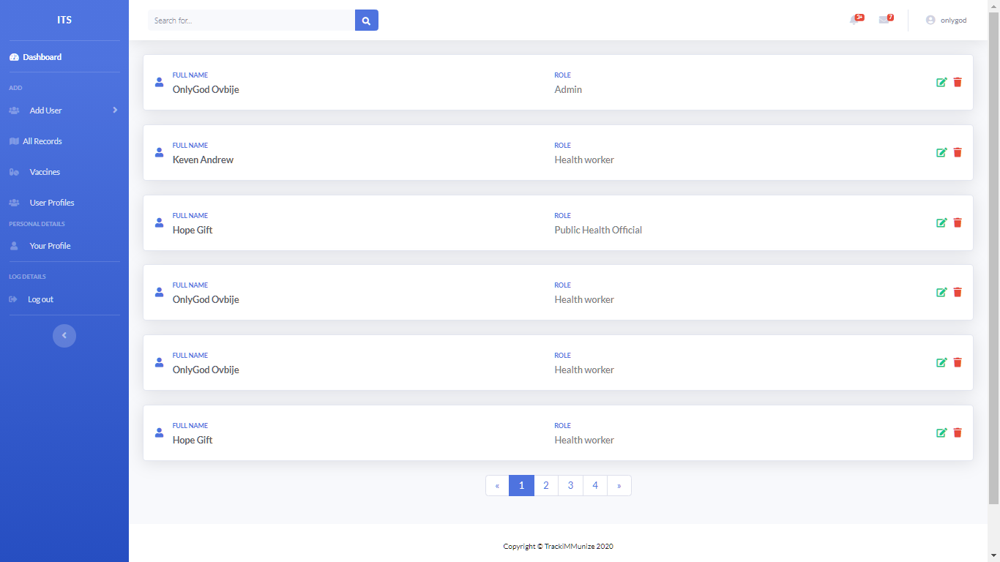 ITS
Search for...
3+
7
onlygod
Dashboard
ADD
Add User
All Records
Vaccines
User Profiles
PERSONAL DETAILS
Your Profile
LOG DETAILS
Log out
FULL NAME ROLE
OnlyGod Ovbije Admin
FULL NAME ROLE
Keven Andrew Health worker
FULL NAME ROLE
Hope Gift Public Health Official
FULL NAME ROLE
OnlyGod Ovbije Health worker
FULL NAME ROLE
OnlyGod Ovbije Health worker
FULL NAME ROLE
Hope Gift Health worker
« 1 2 3 4 »
Copyright © TrackiMMunize 2020